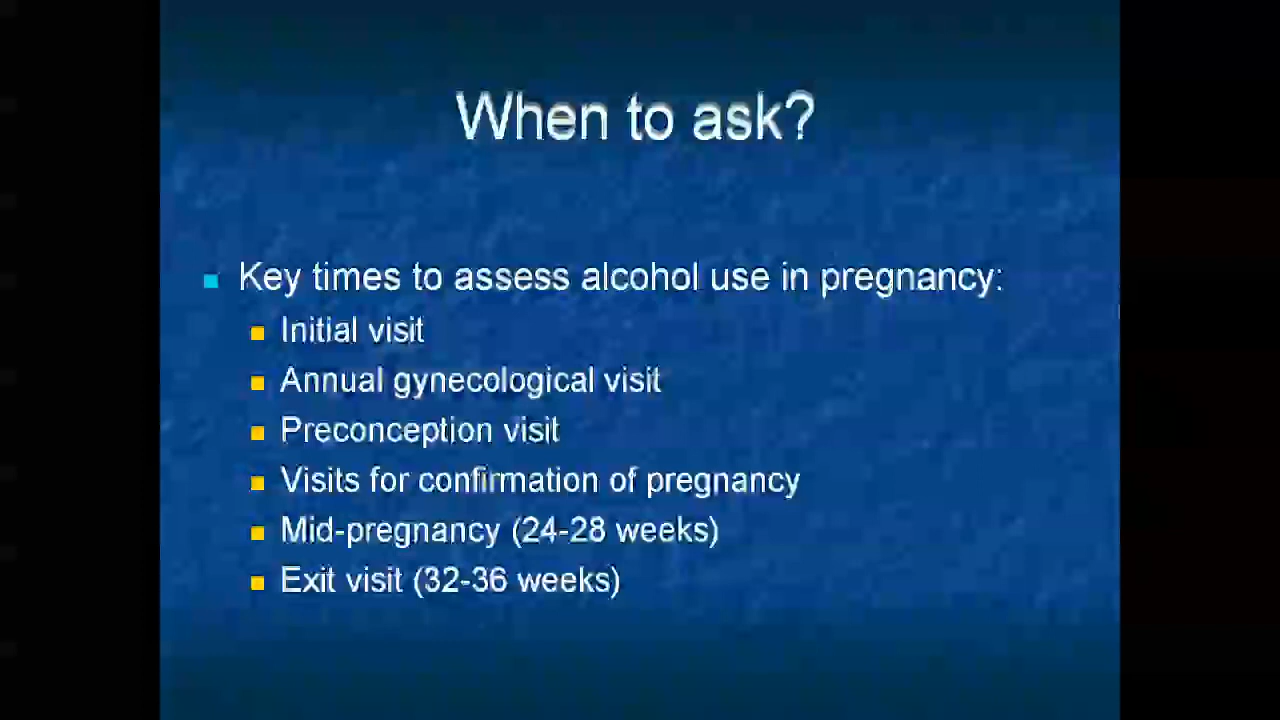 When to ask?
Key times to assess alcohol use in pregnancy:
Initial visit
Annual gynecological visit
Preconception visit
Visits for confirmation of pregnancy
Mid-pregnancy (24-28 weeks)
Exit visit (32-36 weeks)